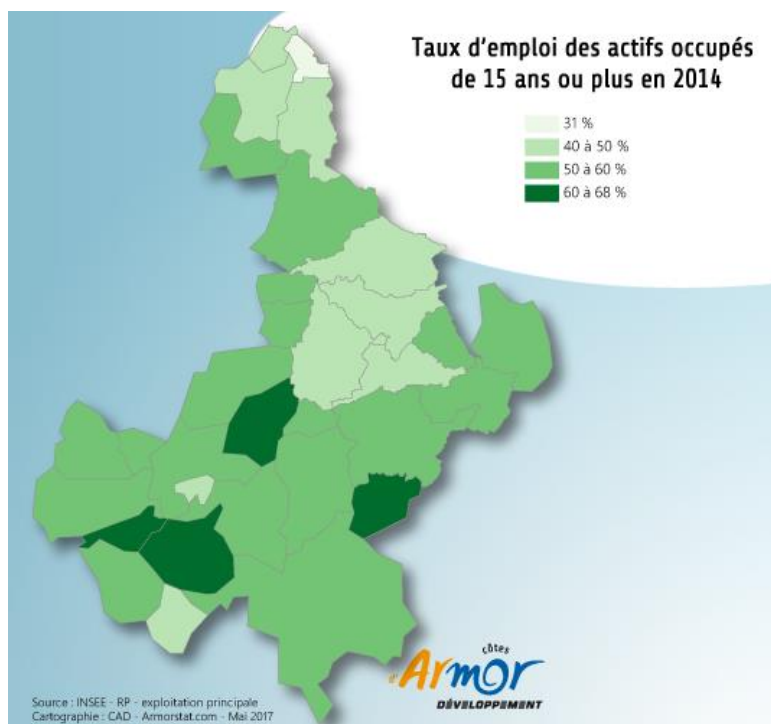 Taux d'emploi des actifs occupés
de 15 ans ou plus en 2014
31 %
40 à 50 %
50 à 60 %
60 à 68 %
côtes
d'Armor
DÉVELOPPEMENT
Source : INSEE - RP - exploitation principale
Cartographie : CAD - Armorstat.com - Mai 2017